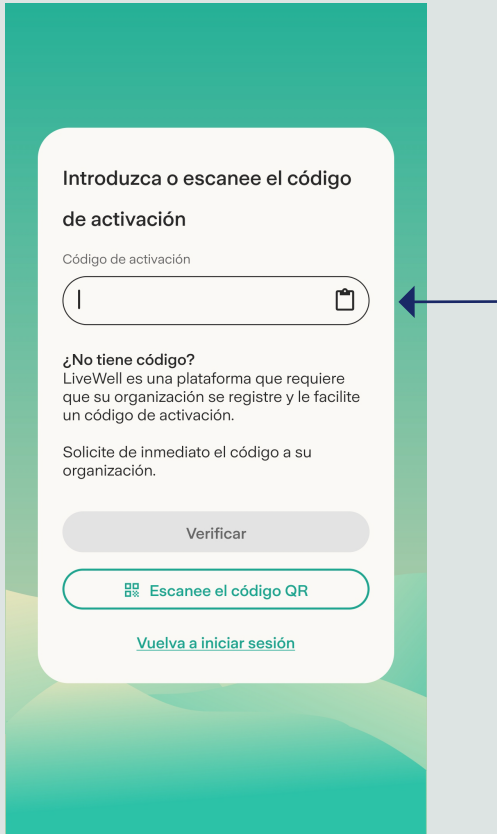 Introduzca o escanee el código
de activación
Código de activación
¿No tiene código?
LiveWell es una plataforma que requiere
que su organización se registre y le facilite
un código de activación.
Solicite de inmediato el código a su
organización.
Verificar
Escanee el código QR
Vuelva a iniciar sesión